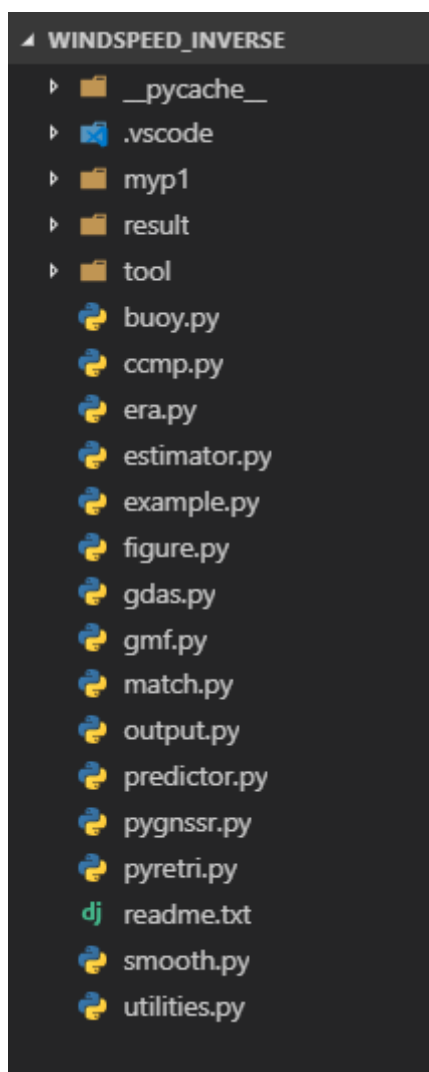 WINDSPEED_INVERSE
__pycache__
.vscode
myp1
result
tool
buoy.py
ccmp.py
era.py
estimator.py
example.py
figure.py
gdas.py
gmf.py
match.py
output.py
predictor.py
pygnssr.py
pyretri.py
dj readme.txt
smooth.py
utilities.py